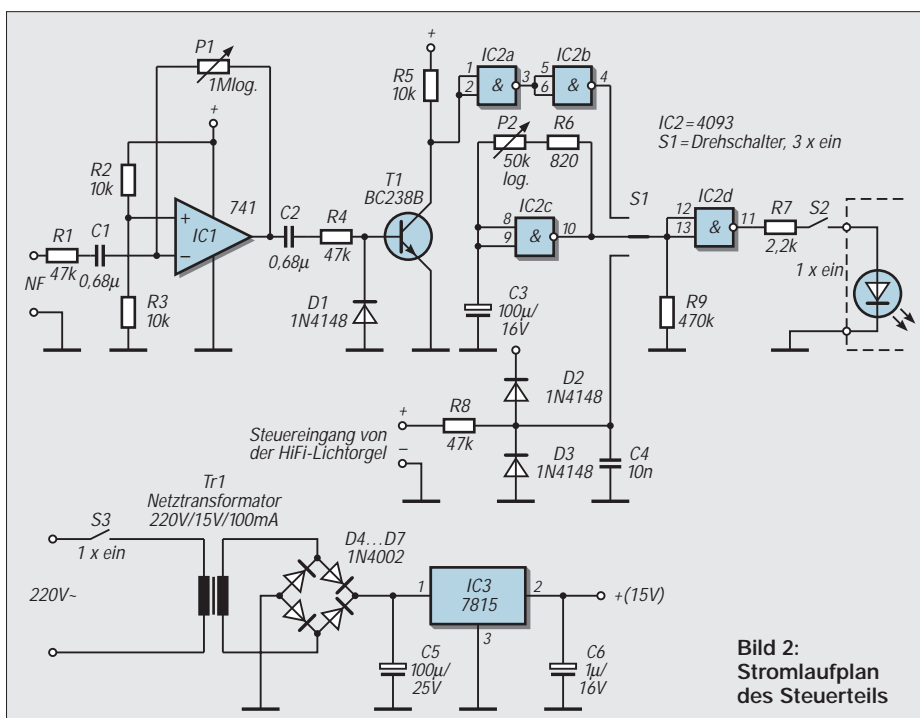 P1
1Mlog.
+
R2
10k
R1
47k
C1
0,68µ
NF
R3
10k
+
−
741
IC1
C2
0,68µ
R4
47k
D1
1N4148
T1
BC238B
+
R5
10k
IC2a
1
2
&
3
IC2b
5
6
&
4
P2
50k
log.
R6
820
IC2c
8
9
&
10
C3
100µ/
16V
IC2=4093
S1=Drehschalter, 3 x ein
S1
IC2d
12
13
&
11
R7
2,2k
S2
1 x ein
R9
470k
D2
1N4148
+
−
R8
47k
Steuereingang von
der HiFi-Lichtorgel
D3
1N4148
C4
10n
Tr1
Netztransformator
220V/15V/100mA
S3
1 x ein
220V~
D4...D7
1N4002
1
IC3
7815
2
3
+(15V)
C5
100µ/
25V
C6
1µ/
16V
Bild 2:
Stromlaufplan
des Steuerteils